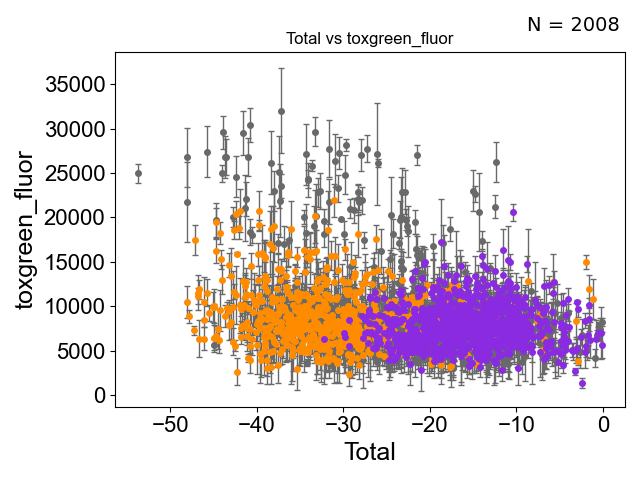 N = 2008
Total vs toxgreen_fluor
toxgreen_fluor
35000
30000
25000
20000
15000
10000
5000
0
−50 −40 −30 −20 −10 0
Total